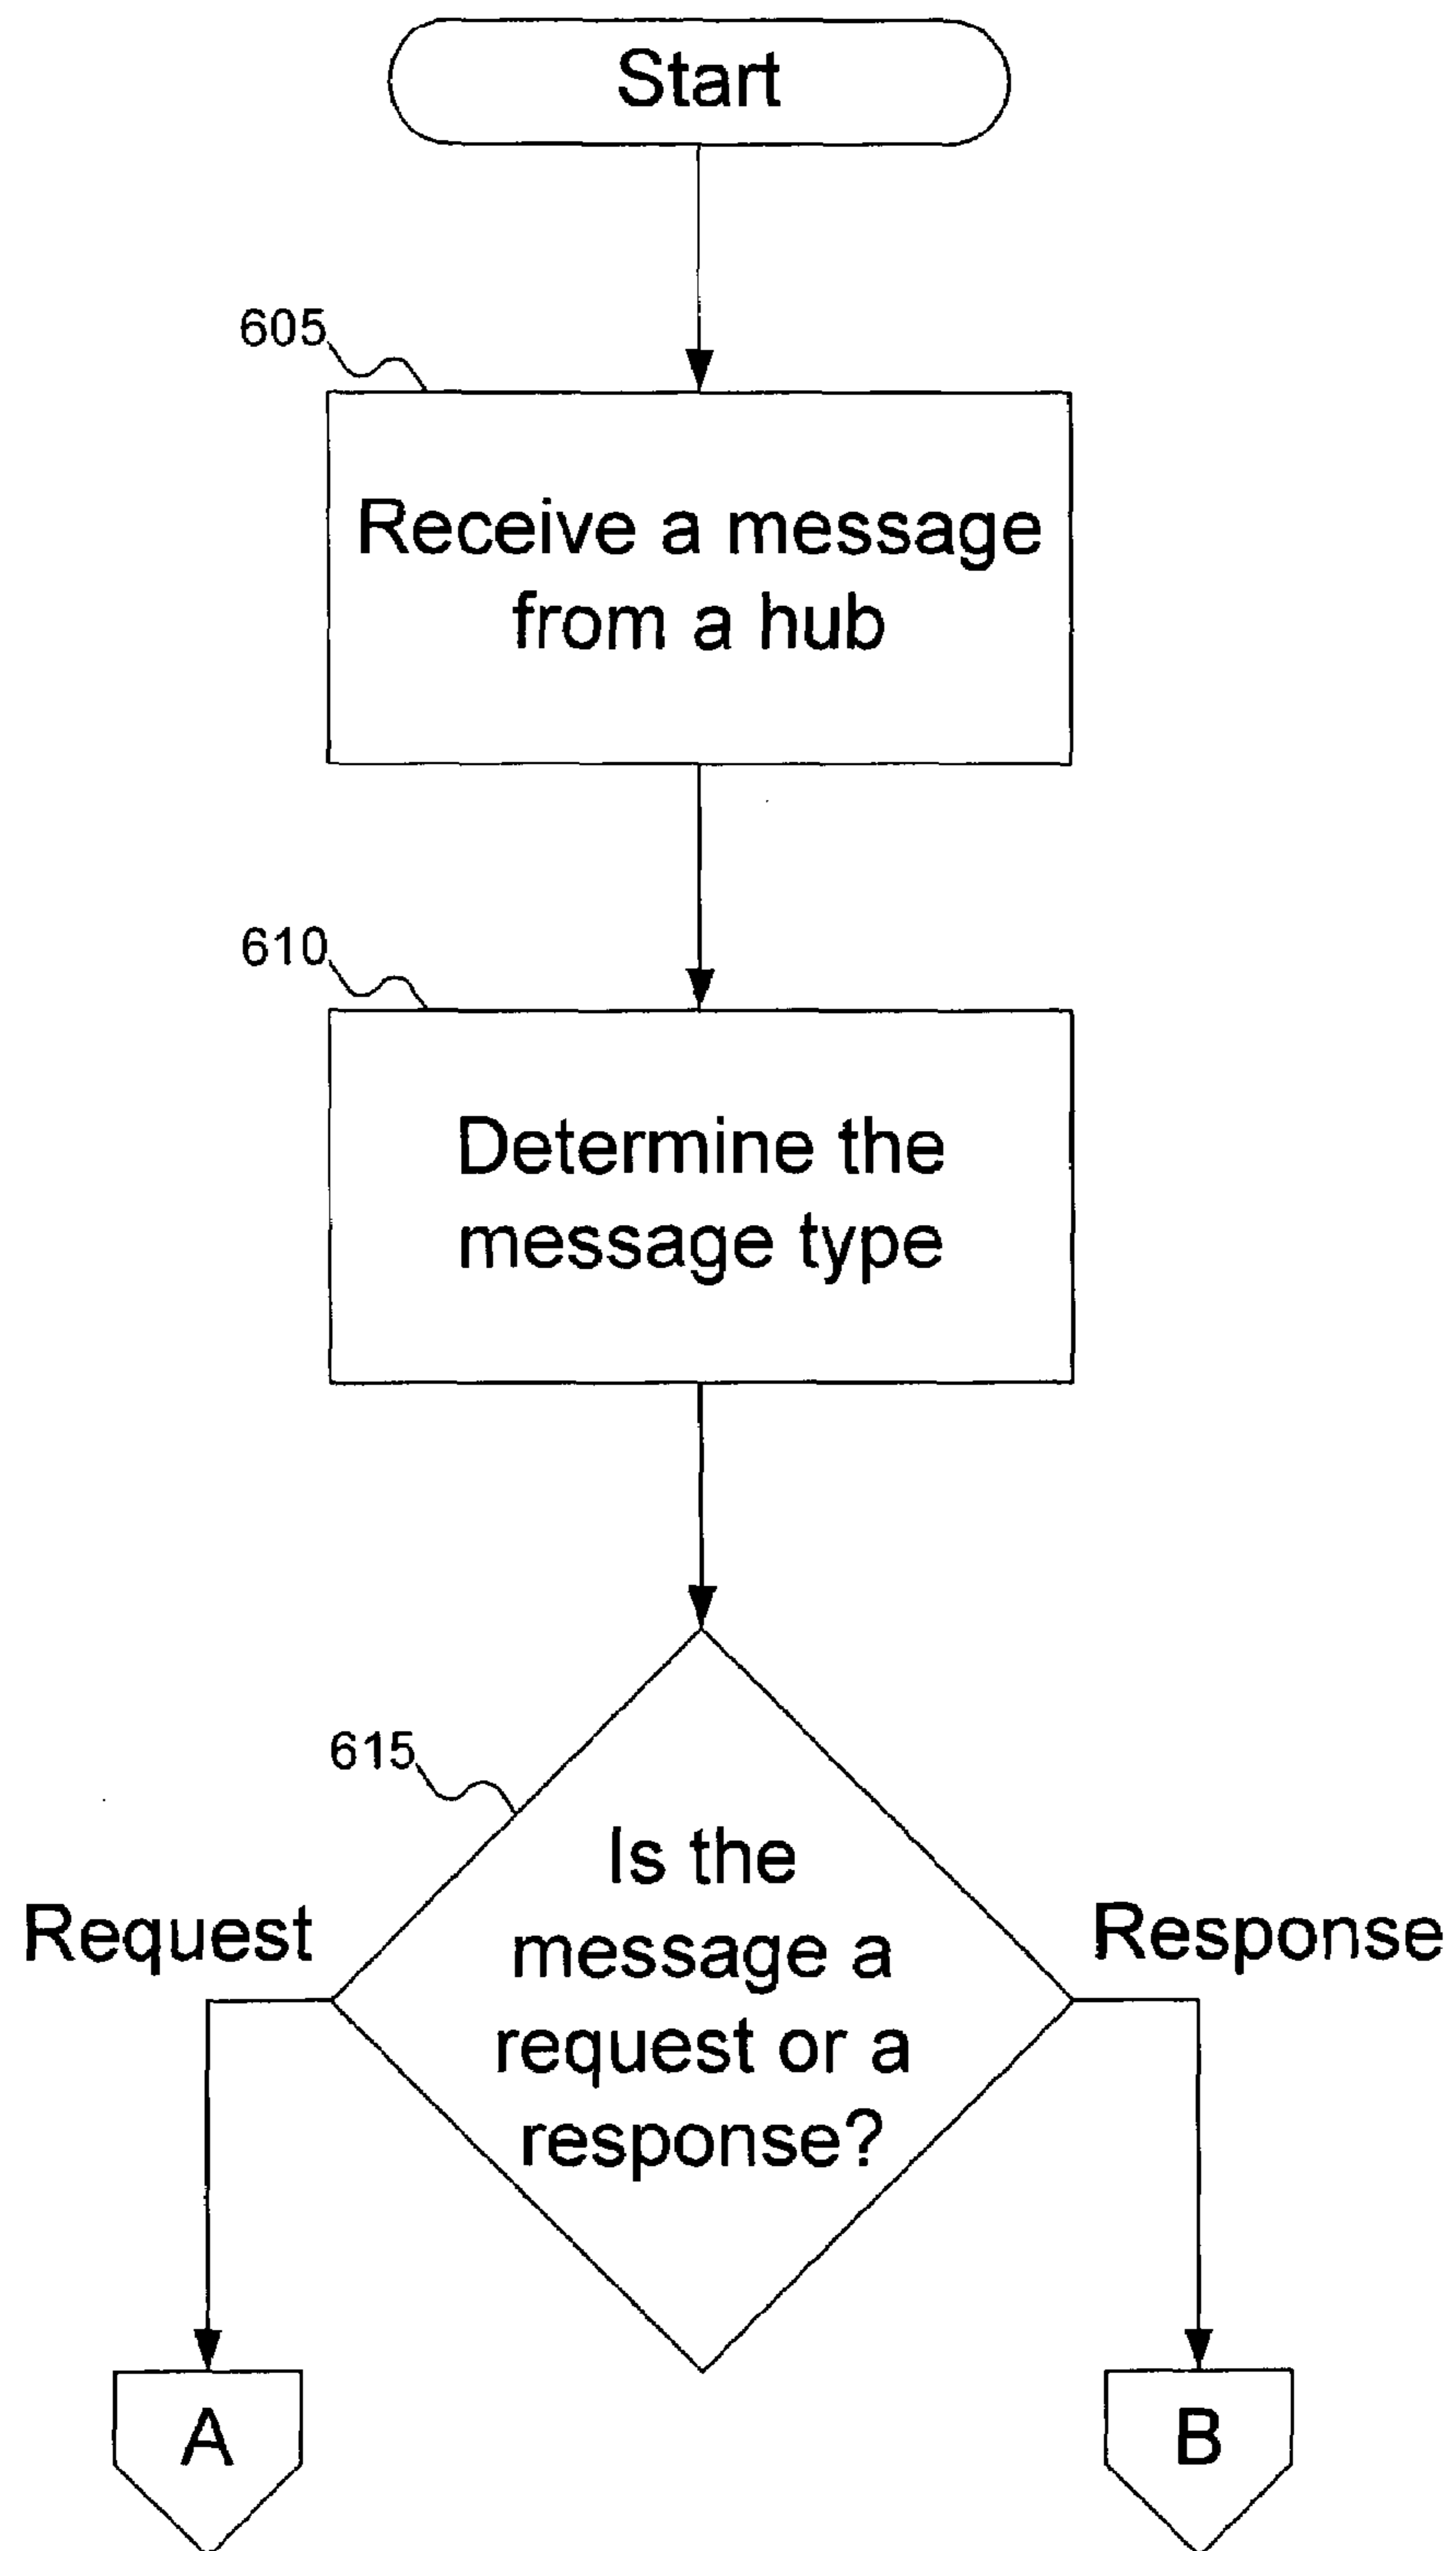 Start
605
Receive a message
from a hub
610
Determine the
message type
615
Is the
message a
request or a
response?
Request
Response
A
B